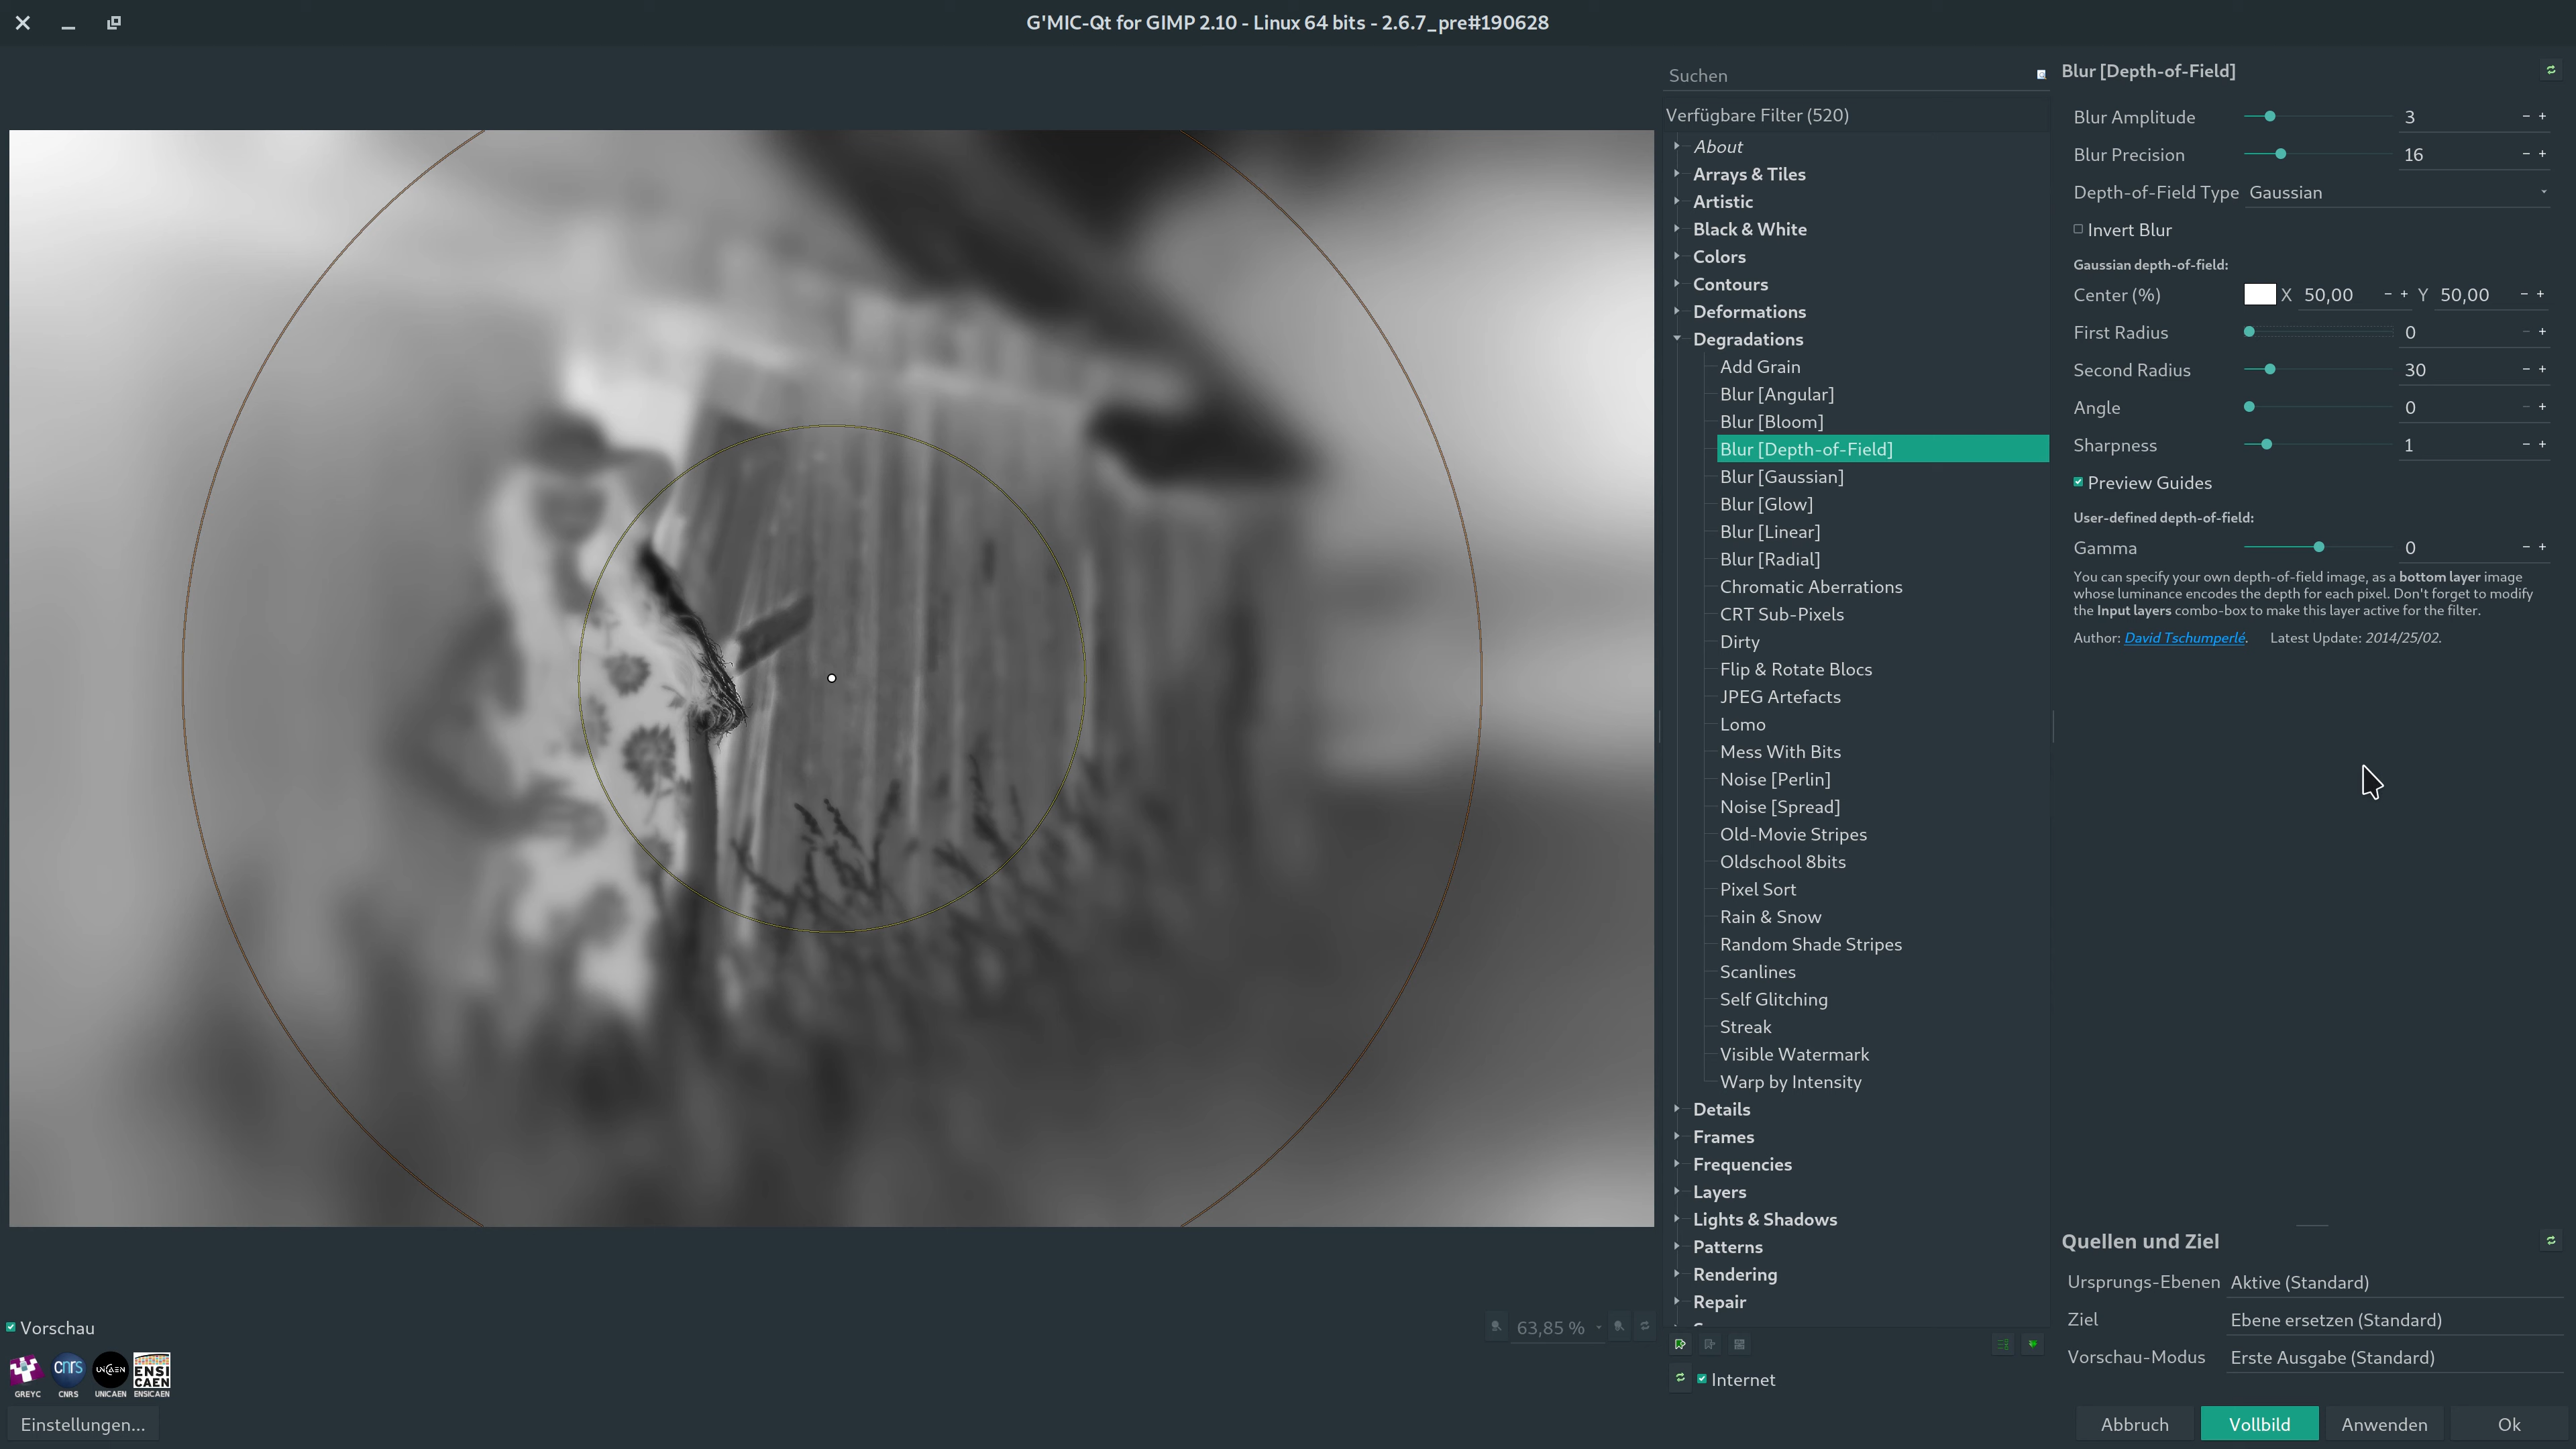 G'MIC-Qt for GIMP 2.10 - Linux 64 bits - 2.6.7_pre#190628
Suchen
Verfügbare Filter (520)
About
Arrays & Tiles
Artistic
Black & White
Colors
Contours
Deformations
Degradations
Add Grain
Blur [Angular]
Blur [Bloom]
Blur [Depth-of-Field]
Blur [Gaussian]
Blur [Glow]
Blur [Linear]
Blur [Radial]
Chromatic Aberrations
CRT Sub-Pixels
Dirty
Flip & Rotate Blocs
JPEG Artefacts
Lomo
Mess With Bits
Noise [Perlin]
Noise [Spread]
Old-Movie Stripes
Oldschool 8bits
Pixel Sort
Rain & Snow
Random Shade Stripes
Scanlines
Self Glitching
Streak
Visible Watermark
Warp by Intensity
Details
Frames
Frequencies
Layers
Lights & Shadows
Patterns
Rendering
Repair
Internet
Blur [Depth-of-Field]
Blur Amplitude 3 - +
Blur Precision 16 - +
Depth-of-Field Type Gaussian
Invert Blur
Gaussian depth-of-field:
Center (%) X 50,00 - + Y 50,00 - +
First Radius 0 - +
Second Radius 30 - +
Angle 0 - +
Sharpness 1 - +
Preview Guides
User-defined depth-of-field:
Gamma 0 - +
You can specify your own depth-of-field image, as a bottom layer image
whose luminance encodes the depth for each pixel. Don't forget to modify
the Input layers combo-box to make this layer active for the filter.
Author: David Tschumperlé. Latest Update: 2014/25/02.
Quellen und Ziel
Ursprungs-Ebenen Aktive (Standard)
Ziel Ebene ersetzen (Standard)
Vorschau-Modus Erste Ausgabe (Standard)
Vorschau
63,85 %
cnrs UNICAEN ENSI
CAEN
GREYC CNRS UNICAEN ENSICAEN
Einstellungen...
Abbruch Vollbild Anwenden Ok